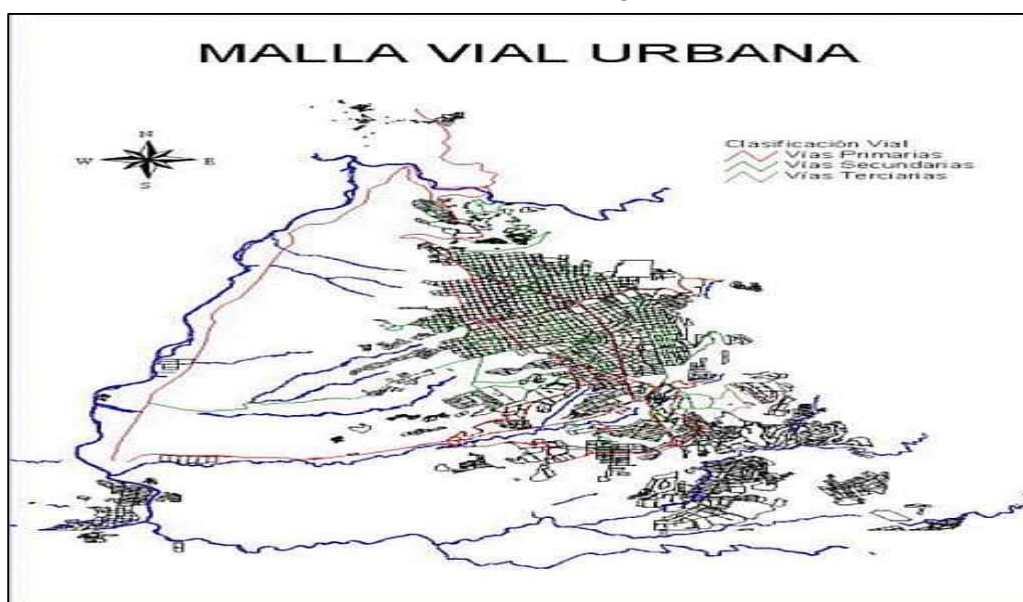 MALLA VIAL URBANA
N
W E
S
Clasificación Vial
Vías Primarias
Vías Secundarias
Vías Terciarias